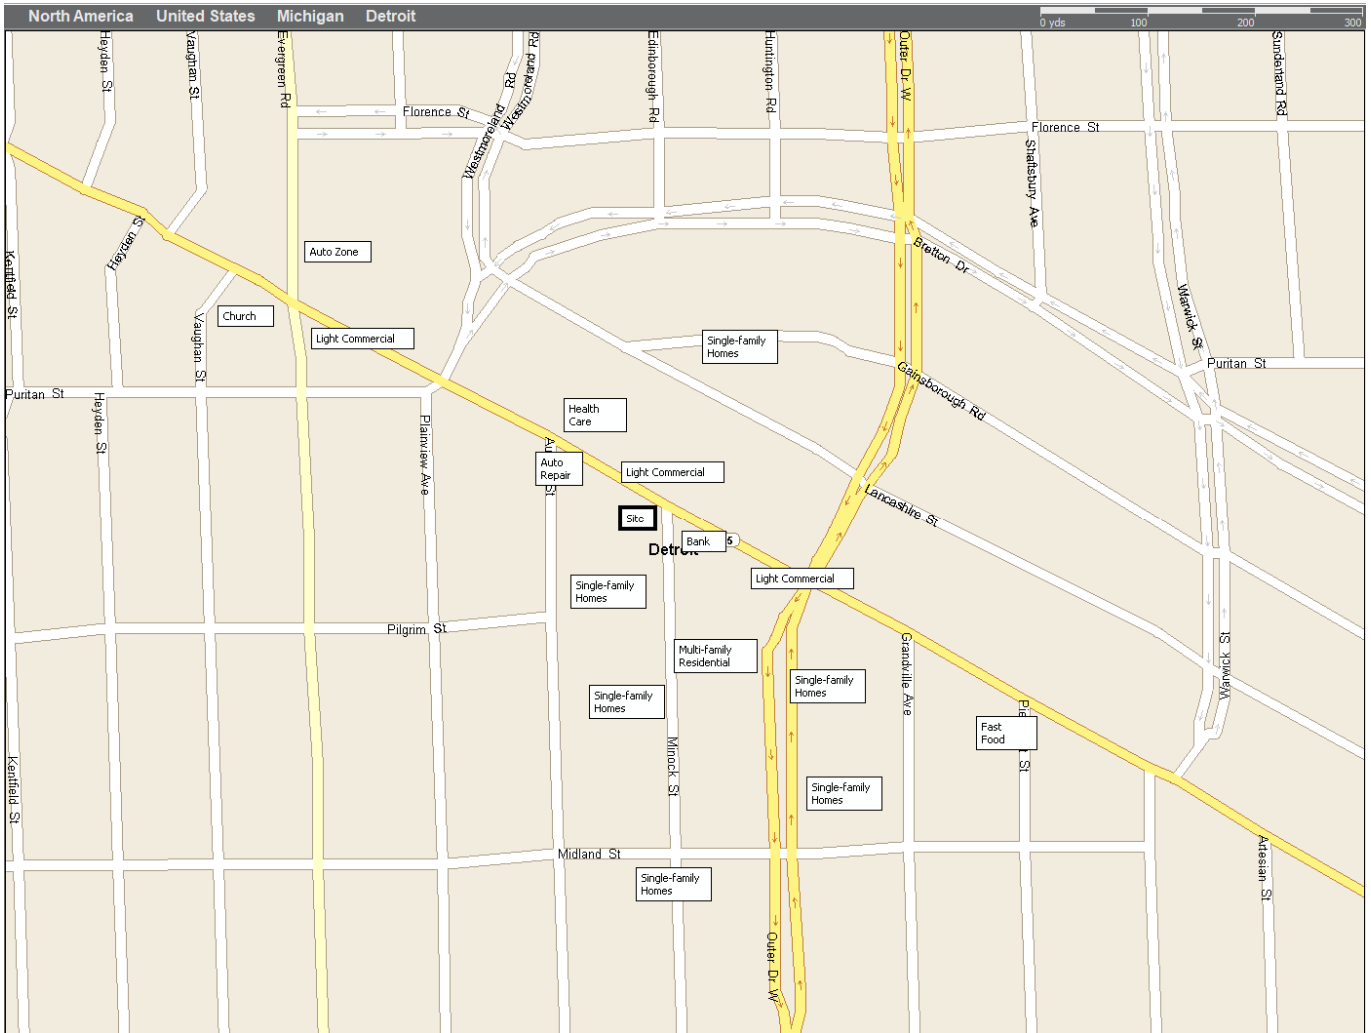 North America United States Michigan Detroit
0 yds 100 200 300
Heyden St
Vaughan St
Evergreen Rd
Westmoreland Rd
Westmoreland Rd
Edinborough Rd
Huntington Rd
Outer Dr W
Sunderland Rd
Florence St
Florence St
Shaftsbury Ave
Heyden St
Kentfield St
Auto Zone
Bretton Dr
Warwick St
Church
Vaughan St
Light Commercial
Single-family
Homes
Puritan St
Puritan St
Gainsborough Rd
Heyden St
Plainview Ave
Health
Care
Auto
Repair
Light Commercial
Lancashire St
Site
Bank
5
Detroit
Light Commercial
Single-family
Homes
Pilgrim St
Multi-family
Residential
Grandville Ave
Warwick St
Single-family
Homes
Single-family
Homes
Fast
Food
Minock St
Kentfield St
Single-family
Homes
Midland St
Artesian St
Single-family
Homes
Outer Dr W